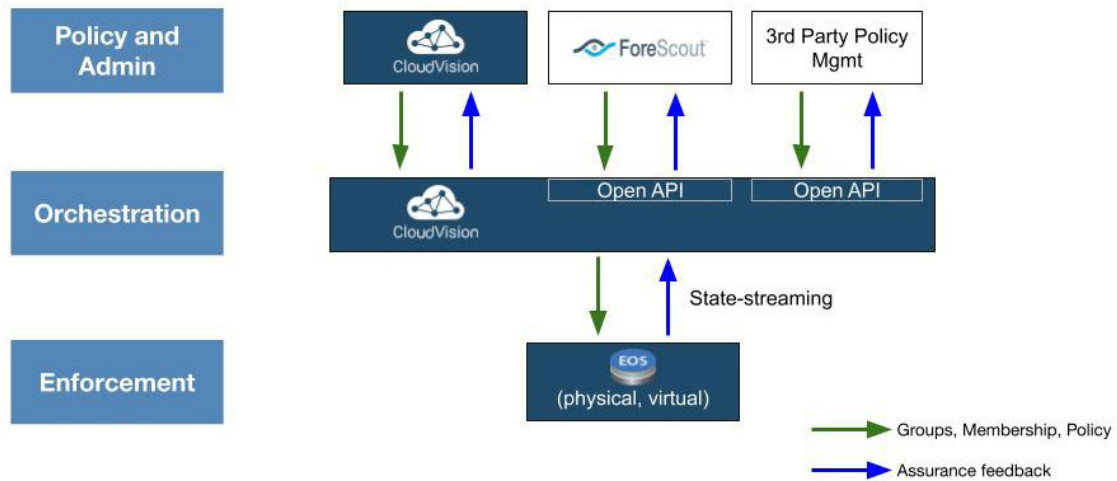 Policy and
Admin
CloudVision
ForeScout
3rd Party Policy
Mgmt
Orchestration
CloudVision
Open API
Open API
State-streaming
Enforcement
EOS
(physical, virtual)
Groups, Membership, Policy
Assurance feedback